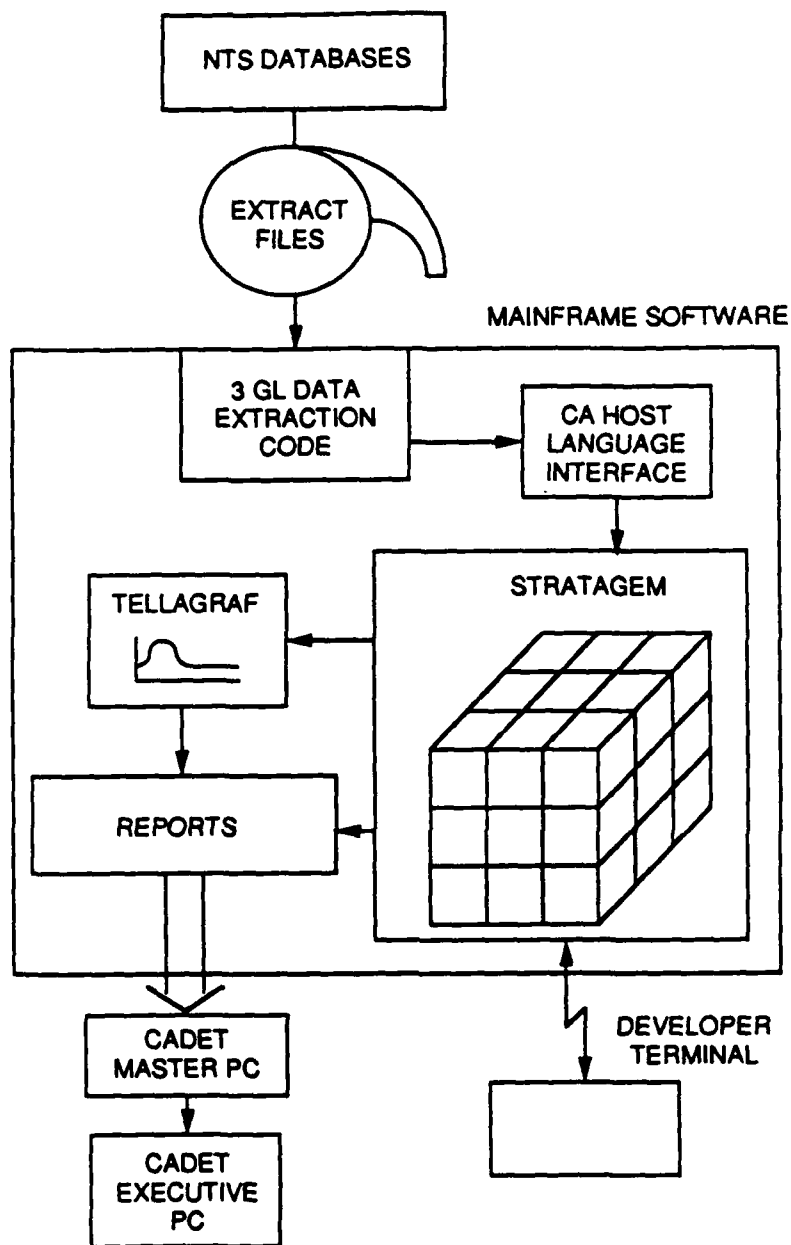 NTS DATABASES
EXTRACT
FILES
MAINFRAME SOFTWARE
3 GL DATA
EXTRACTION
CODE
CA HOST
LANGUAGE
INTERFACE
STRATAGEM
TELLAGRAF
REPORTS
CADET
MASTER PC
DEVELOPER
TERMINAL
CADET
EXECUTIVE
PC